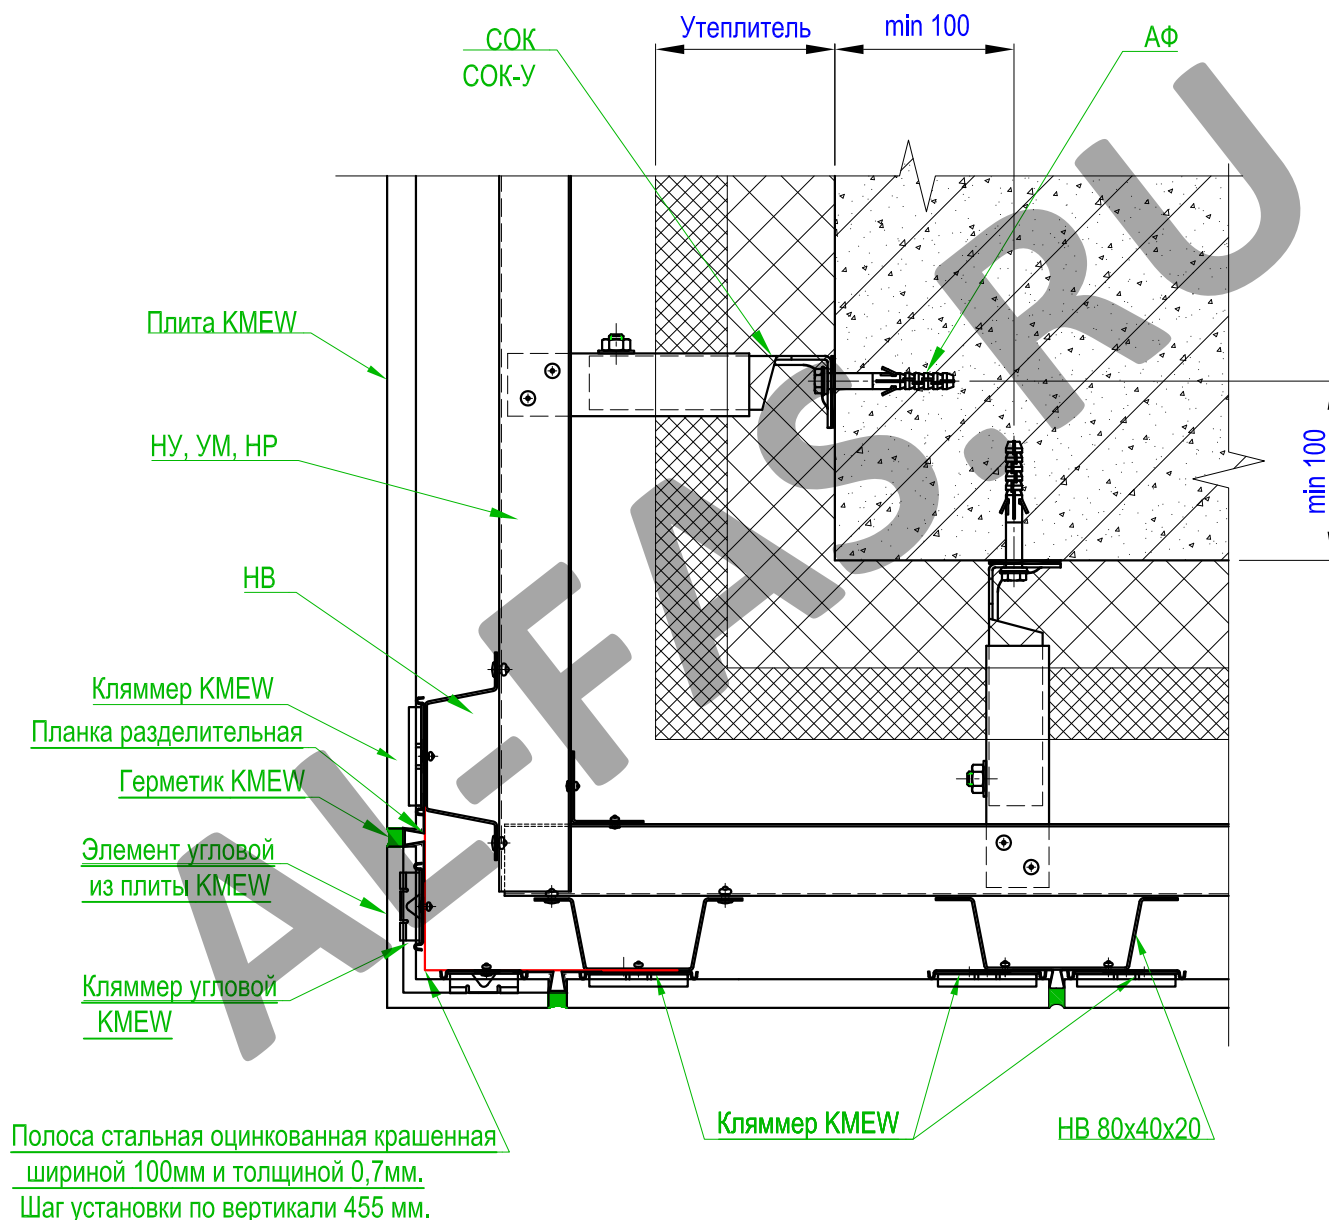 Утеплитель
min 100
АФ
СОК
СОК-У
Плита KMEW
НУ, УМ, НР
min 100
НВ
Кляммер KMEW
Планка разделительная
Герметик KMEW
Элемент угловой
из плиты KMEW
Кляммер угловой
KMEW
Кляммер KMEW
НВ 80х40х20
Полоса стальная оцинкованная крашенная
шириной 100мм и толщиной 0,7мм.
Шаг установки по вертикали 455 мм.
AL-FAS.RU